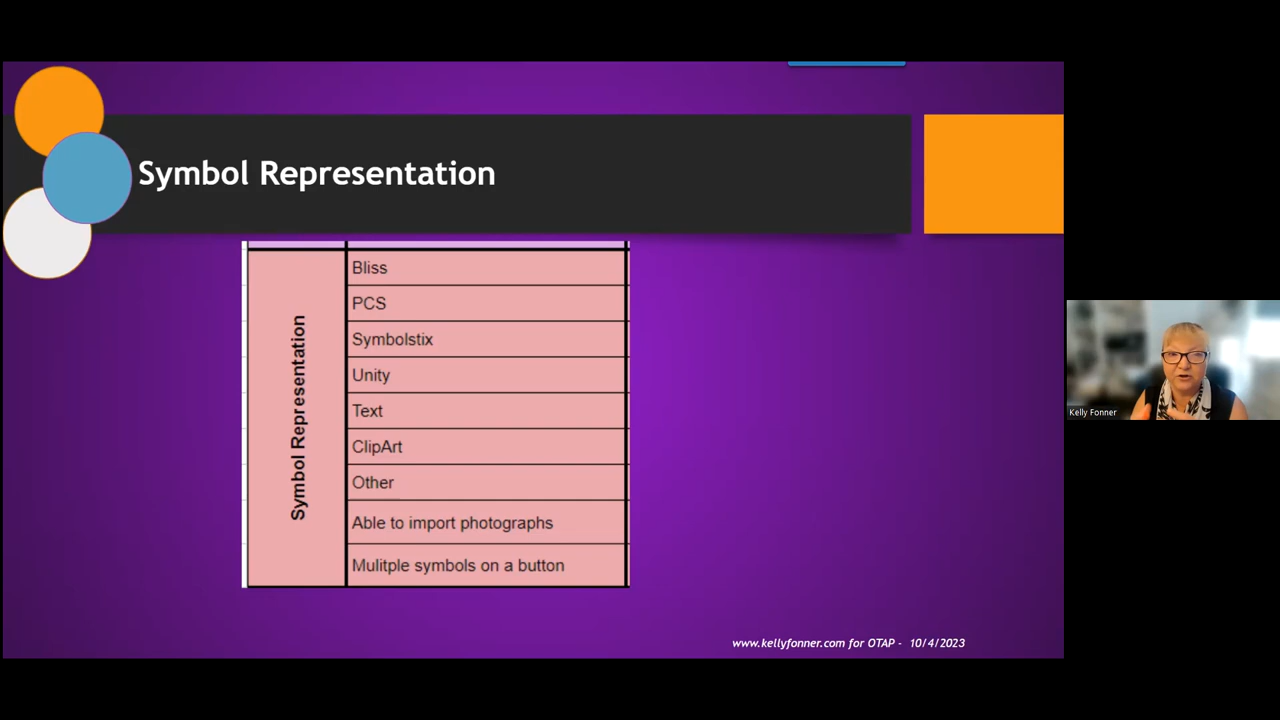 Symbol Representation
Symbol Representation
Bliss
PCS
Symbolstix
Unity
Text
ClipArt
Other
Able to import photographs
Mulitple symbols on a button
Kelly Fonner
www.kellyfonner.com for OTAP - 10/4/2023